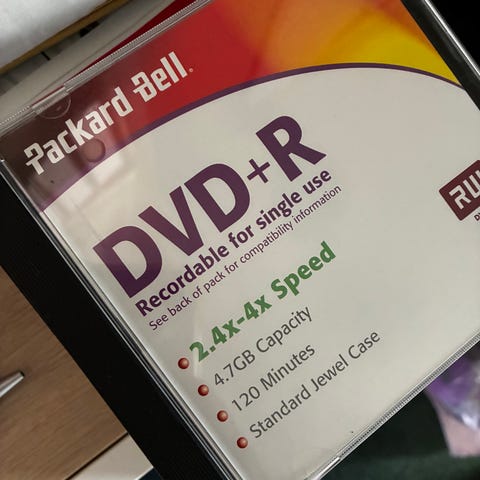 Packard Bell
DVD+R
Recordable for single use
See back of pack for compatibility information
2.4x-4x Speed
4.7GB Capacity
120 Minutes
Standard Jewel Case